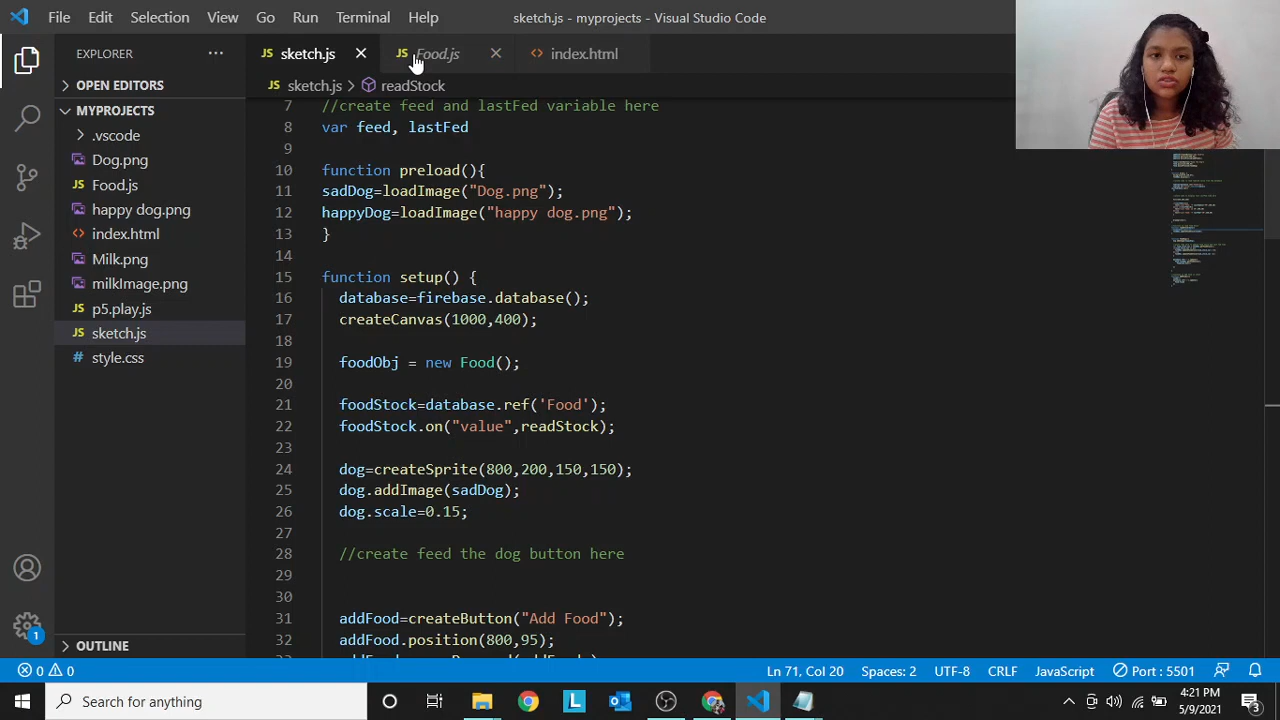 File Edit Selection View Go Run Terminal Help
sketch.js - myprojects - Visual Studio Code
EXPLORER
JS sketch.js
JS Food.js
<> index.html
OPEN EDITORS
JS sketch.js > readStock
MYPROJECTS
.vscode
Dog.png
JS Food.js
happy dog.png
<> index.html
Milk.png
milkImage.png
JS p5.play.js
JS sketch.js
# style.css
OUTLINE
7 //create feed and lastFed variable here
8 var feed, lastFed
9
10 function preload(){
11 sadDog=loadImage("Dog.png");
12 happyDog=loadImage("happy dog.png");
13 }
14
15 function setup() {
16 database=firebase.database();
17 createCanvas(1000,400);
18
19 foodObj = new Food();
20
21 foodStock=database.ref('Food');
22 foodStock.on("value",readStock);
23
24 dog=createSprite(800,200,150,150);
25 dog.addImage(sadDog);
26 dog.scale=0.15;
27
28 //create feed the dog button here
29
30
31 addFood=createButton("Add Food");
32 addFood.position(800,95);
1
0 0
Ln 71, Col 20 Spaces: 2 UTF-8 CRLF JavaScript Port : 5501
Search for anything
L
4:21 PM
5/9/2021
3